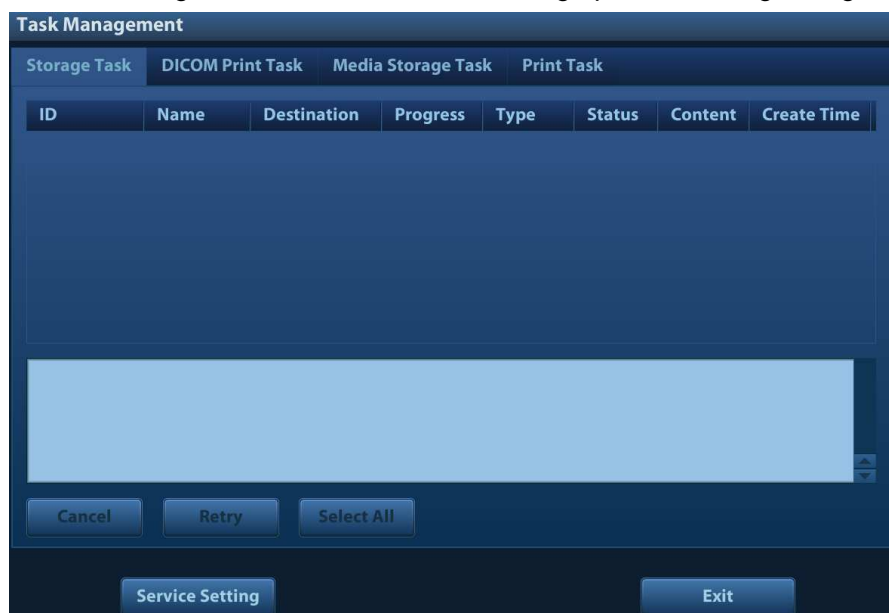 Task Management
Storage Task DICOM Print Task Media Storage Task Print Task
ID Name Destination Progress Type Status Content Create Time
Cancel Retry Select All
Service Setting Exit